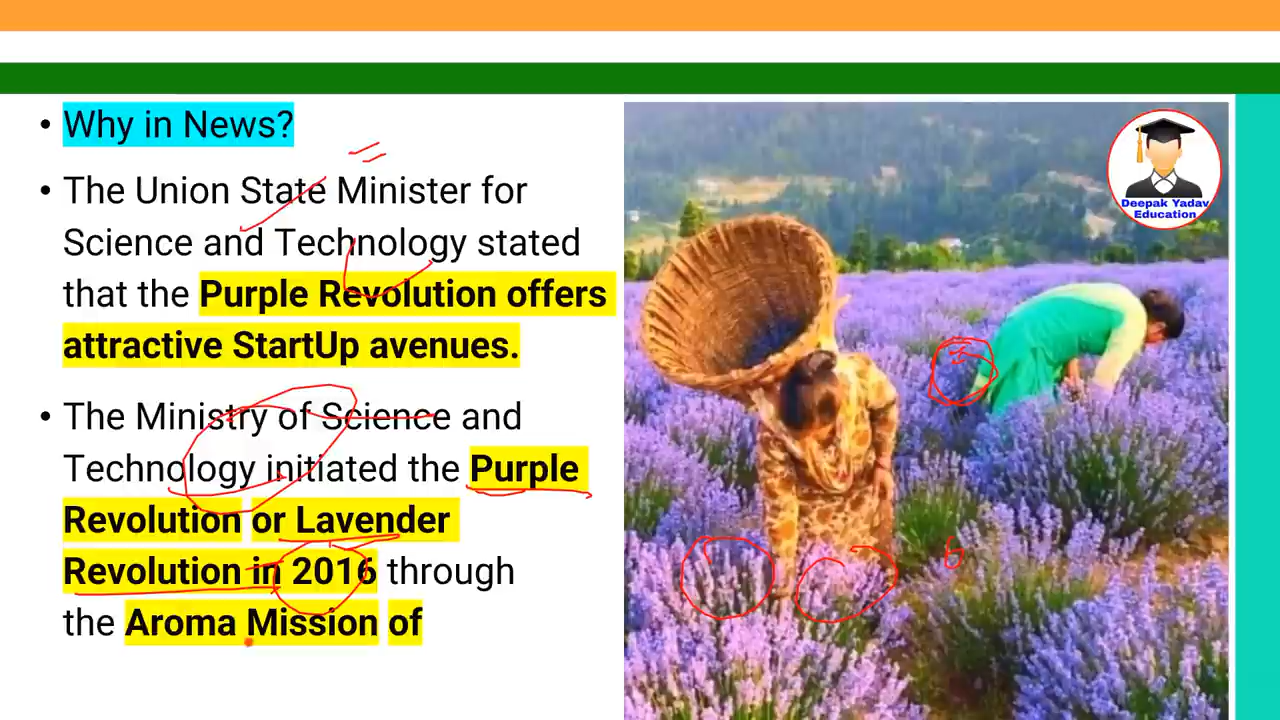 • Why in News?
• The Union State Minister for
Science and Technology stated
that the Purple Revolution offers
attractive StartUp avenues.
• The Ministry of Science and
Technology initiated the Purple
Revolution or Lavender
Revolution in 2016 through
the Aroma Mission of
Deepak Yadav
Education